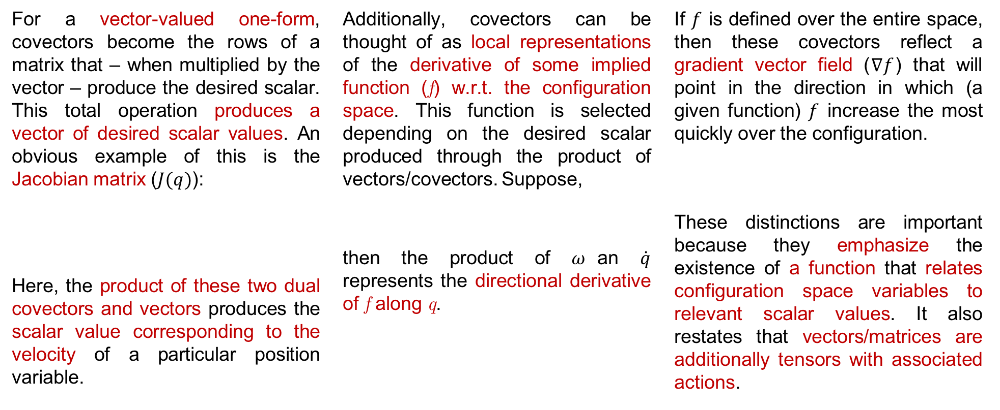 For a vector-valued one-form,
covectors become the rows of a
matrix that – when multiplied by the
vector – produce the desired scalar.
This total operation produces a
vector of desired scalar values. An
obvious example of this is the
Jacobian matrix (J(q)):
Here, the product of these two dual
covectors and vectors produces the
scalar value corresponding to the
velocity of a particular position
variable.
Additionally, covectors can be
thought of as local representations
of the derivative of some implied
function (f) w.r.t. the configuration
space. This function is selected
depending on the desired scalar
produced through the product of
vectors/covectors. Suppose,
then the product of ω an q̇
represents the directional derivative
of f along q.
If f is defined over the entire space,
then these covectors reflect a
gradient vector field (∇f) that will
point in the direction in which (a
given function) f increase the most
quickly over the configuration.
These distinctions are important
because they emphasize the
existence of a function that relates
configuration space variables to
relevant scalar values. It also
restates that vectors/matrices are
additionally tensors with associated
actions.